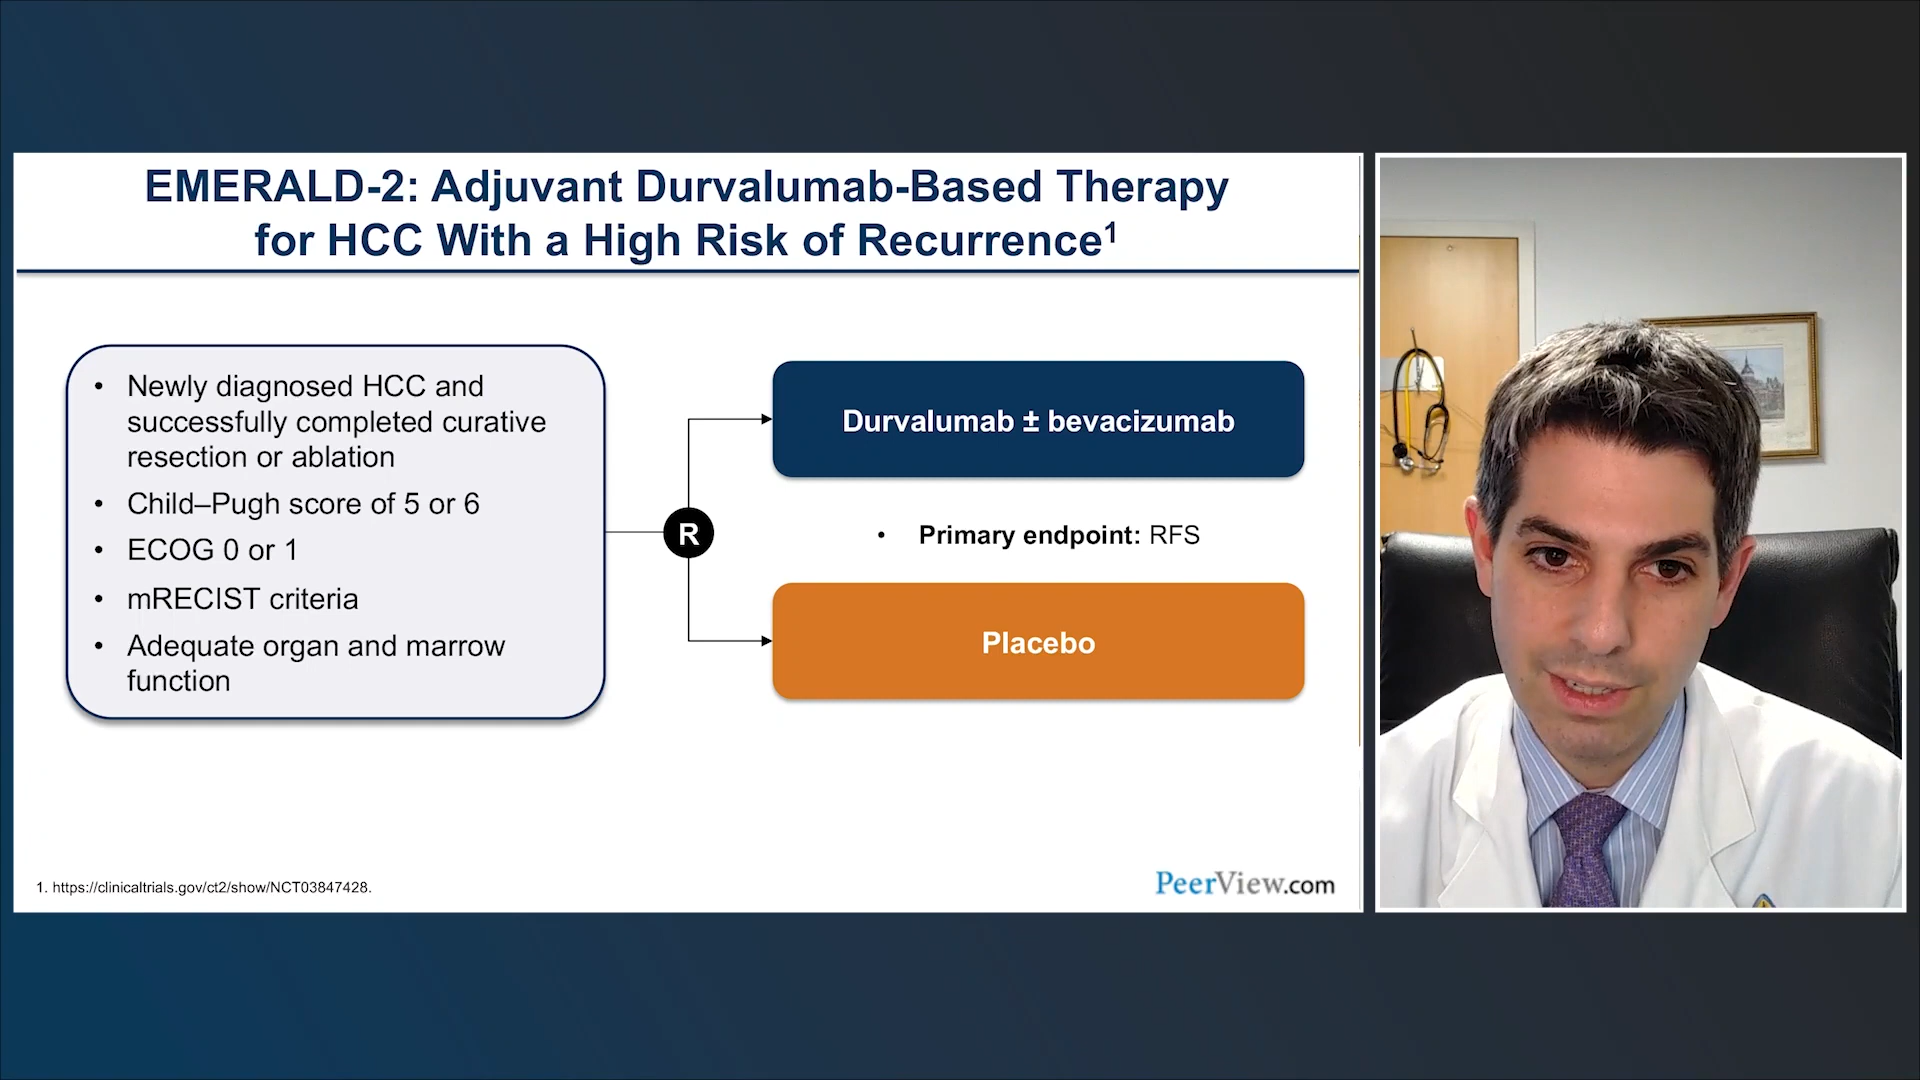 EMERALD-2: Adjuvant Durvalumab-Based Therapy
for HCC With a High Risk of Recurrence1
• Newly diagnosed HCC and
successfully completed curative
resection or ablation
• Child–Pugh score of 5 or 6
• ECOG 0 or 1
• mRECIST criteria
• Adequate organ and marrow
function
R
Durvalumab ± bevacizumab
• Primary endpoint: RFS
Placebo
1. https://clinicaltrials.gov/ct2/show/NCT03847428.
PeerView.com